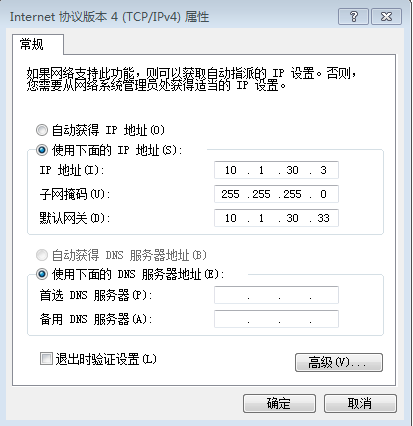 Internet 协议版本 4 (TCP/IPv4) 属性
常规
如果网络支持此功能，则可以获取自动指派的 IP 设置。否则，
您需要从网络系统管理员处获得适当的 IP 设置。
自动获得 IP 地址(O)
使用下面的 IP 地址(S):
IP 地址(I): 10 . 1 . 30 . 3
子网掩码(U): 255 .255 .255 . 0
默认网关(D): 10 . 1 . 30 . 33
自动获得 DNS 服务器地址(B)
使用下面的 DNS 服务器地址(E):
首选 DNS 服务器(P): . . .
备用 DNS 服务器(A): . . .
退出时验证设置(L)
高级(V)...
确定 取消